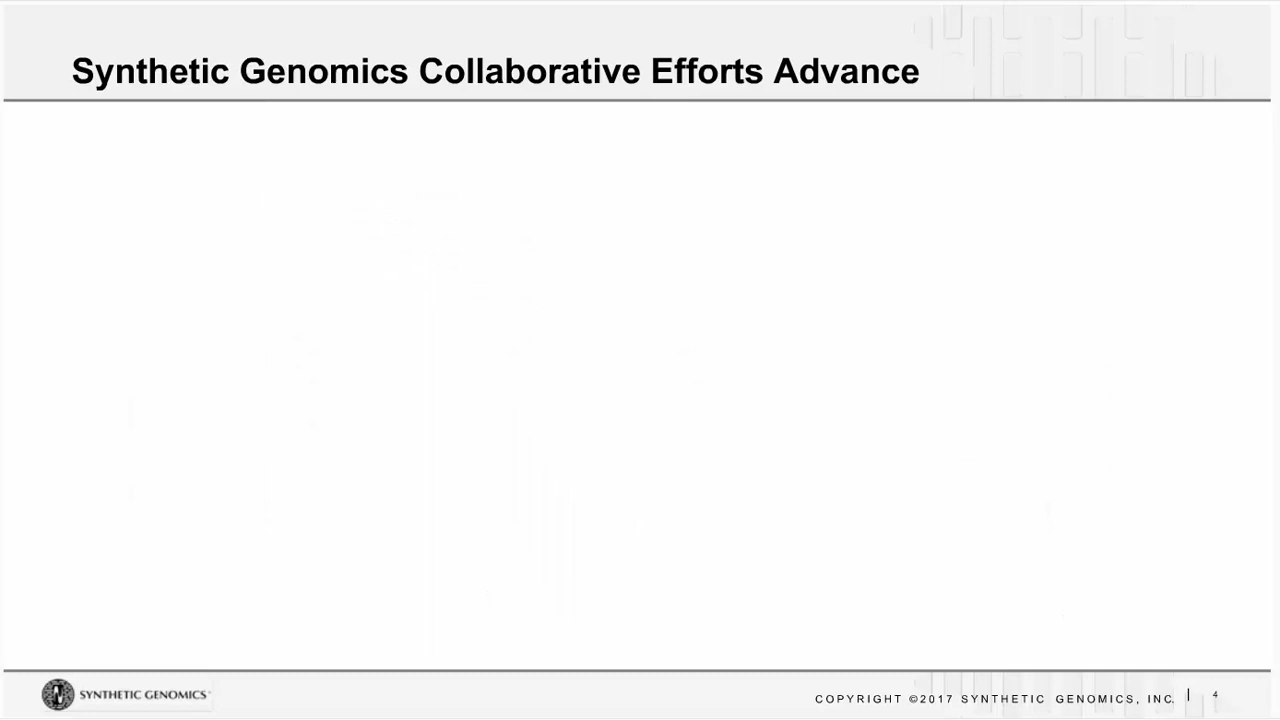 Synthetic Genomics Collaborative Efforts Advance
SYNTHETIC GENOMICS®
COPYRIGHT ©2017 SYNTHETIC GENOMICS, INC. | 4